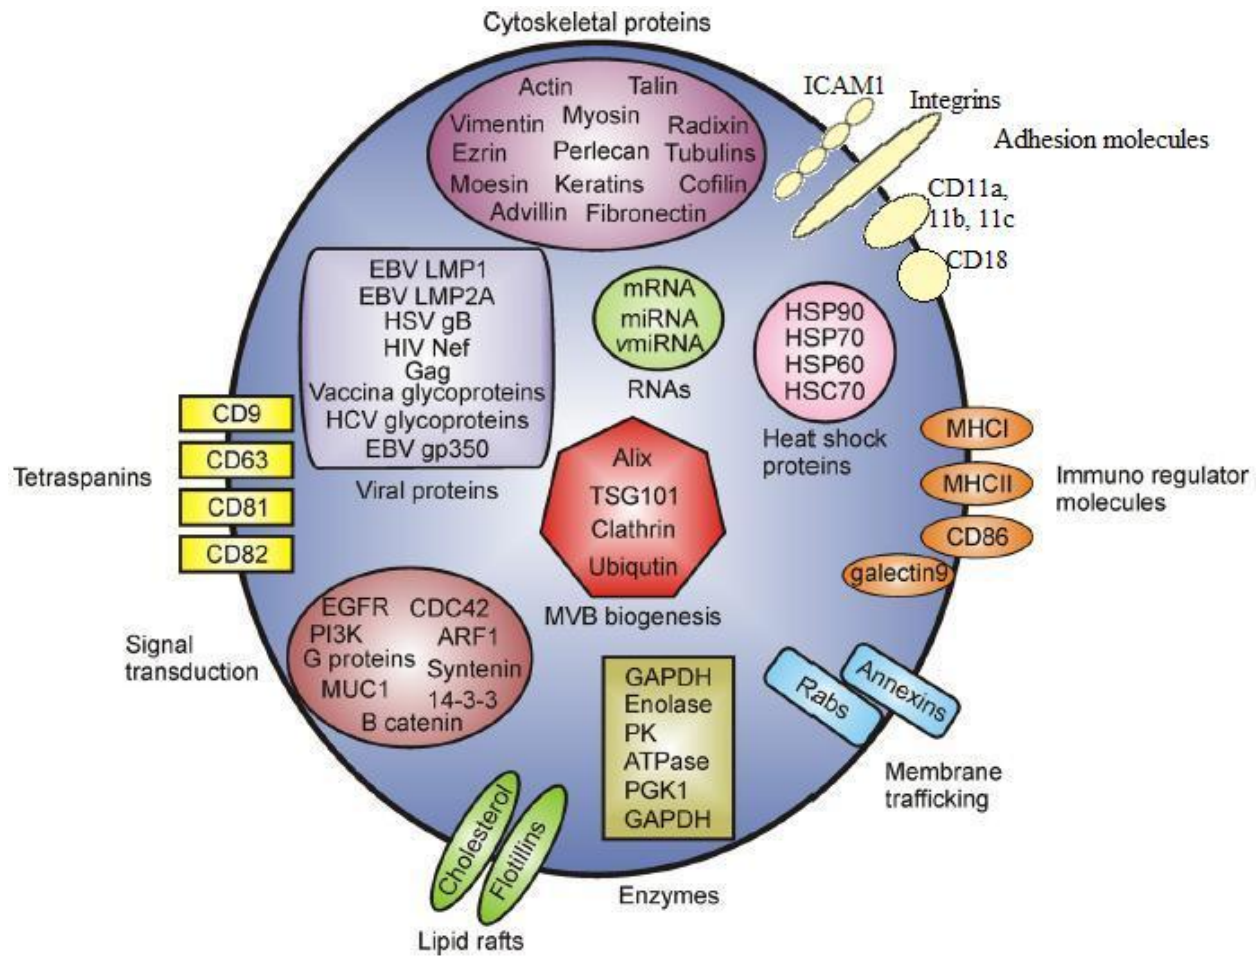 Cytoskeletal proteins
Actin Talin
Myosin
Vimentin Radixin
Ezrin Perlecan Tubulins
Moesin Keratins Cofilin
Advillin Fibronectin
ICAM1
Integrins
Adhesion molecules
CD11a,
11b, 11c
CD18
EBV LMP1
EBV LMP2A
HSV gB
HIV Nef
Gag
Vaccina glycoproteins
HCV glycoproteins
EBV gp350
Viral proteins
mRNA
miRNA
vmiRNA
RNAs
HSP90
HSP70
HSP60
HSC70
Heat shock
proteins
CD9
CD63
CD81
CD82
Tetraspanins
Alix
TSG101
Clathrin
Ubiqutin
MVB biogenesis
MHCI
MHCII
CD86
galectin9
Immuno regulator
molecules
Signal
transduction
EGFR CDC42
PI3K ARF1
G proteins Syntenin
MUC1 14-3-3
B catenin
GAPDH
Enolase
PK
ATPase
PGK1
GAPDH
Enzymes
Rabs
Annexins
Membrane
trafficking
Cholesterol
Flotillins
Lipid rafts